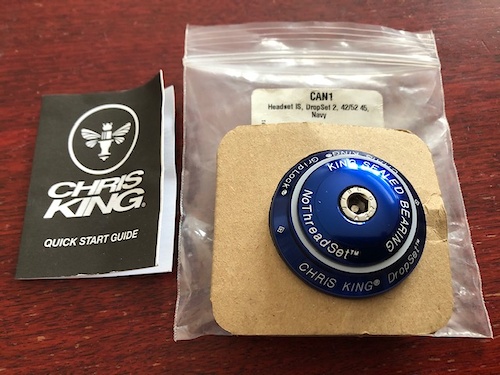 CHRIS
KING®
QUICK START GUIDE
CAN1
Headset IS, DropSet 2, 42/52 45,
Navy
KING SEALED BEARING
NoThreadSet™
CHRIS KING® DropSet™
GripLock®